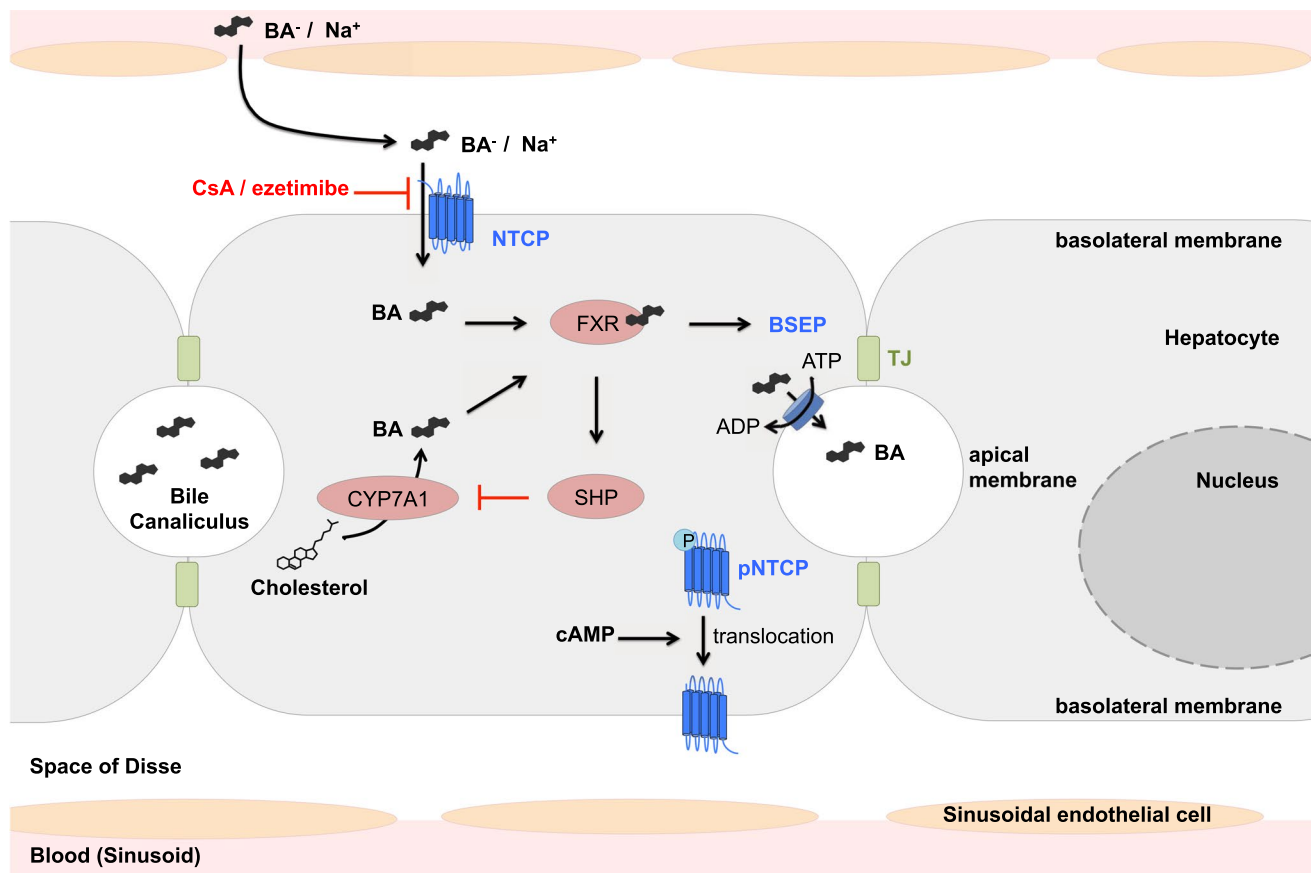 BA⁻ / Na⁺
BA⁻ / Na⁺
CsA / ezetimibe
NTCP
basolateral membrane
BA
FXR
BSEP
Hepatocyte
TJ
ATP
ADP
BA
BA
apical
membrane
Nucleus
Bile
Canaliculus
CYP7A1
SHP
Cholesterol
P
pNTCP
cAMP
translocation
basolateral membrane
Space of Disse
Sinusoidal endothelial cell
Blood (Sinusoid)